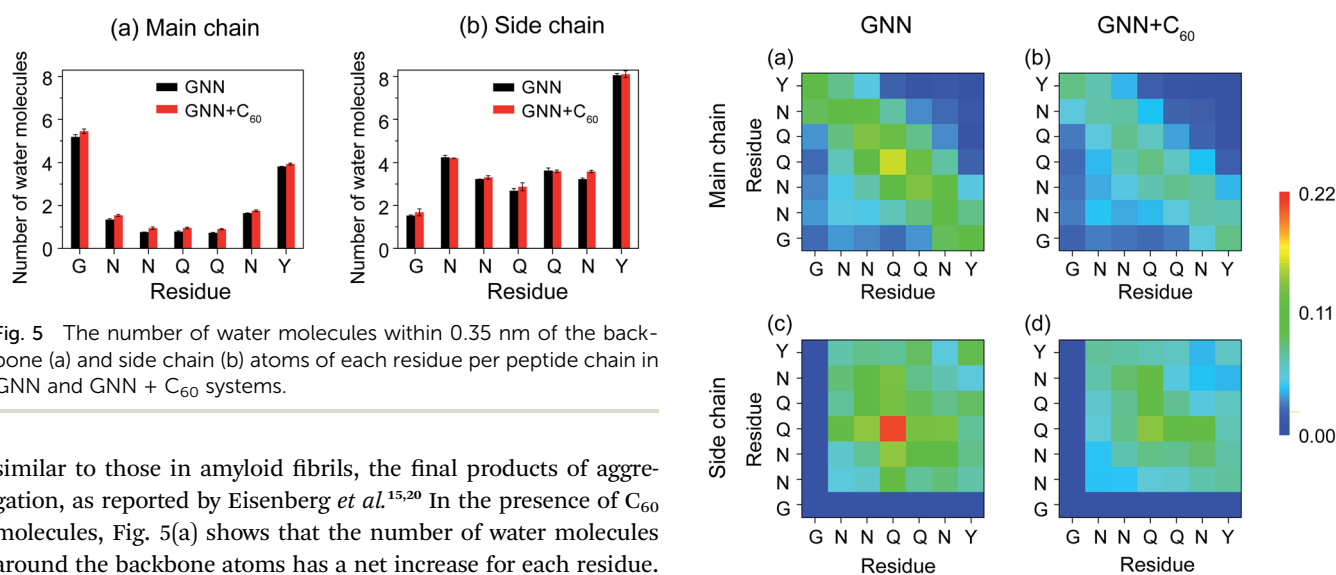 (a) Main chain
Number of water molecules
8
6
4
2
0
GNN
GNN+C60
G N N Q Q N Y
Residue
(b) Side chain
Number of water molecules
8
6
4
2
0
GNN
GNN+C60
G N N Q Q N Y
Residue
Fig. 5 The number of water molecules within 0.35 nm of the back-
bone (a) and side chain (b) atoms of each residue per peptide chain in
GNN and GNN + C60 systems.
similar to those in amyloid fibrils, the final products of aggre-
gation, as reported by Eisenberg et al.15,20 In the presence of C60
molecules, Fig. 5(a) shows that the number of water molecules
around the backbone atoms has a net increase for each residue.
GNN
GNN+C60
Main chain
(a)
Residue
Y
N
Q
Q
N
N
G
G N N Q Q N Y
Residue
(b)
Y
N
Q
Q
N
N
G
G N N Q Q N Y
Residue
Side chain
(c)
Residue
Y
N
Q
Q
N
N
G
G N N Q Q N Y
Residue
(d)
Y
N
Q
Q
N
N
G
G N N Q Q N Y
Residue
0.22
0.11
0.00